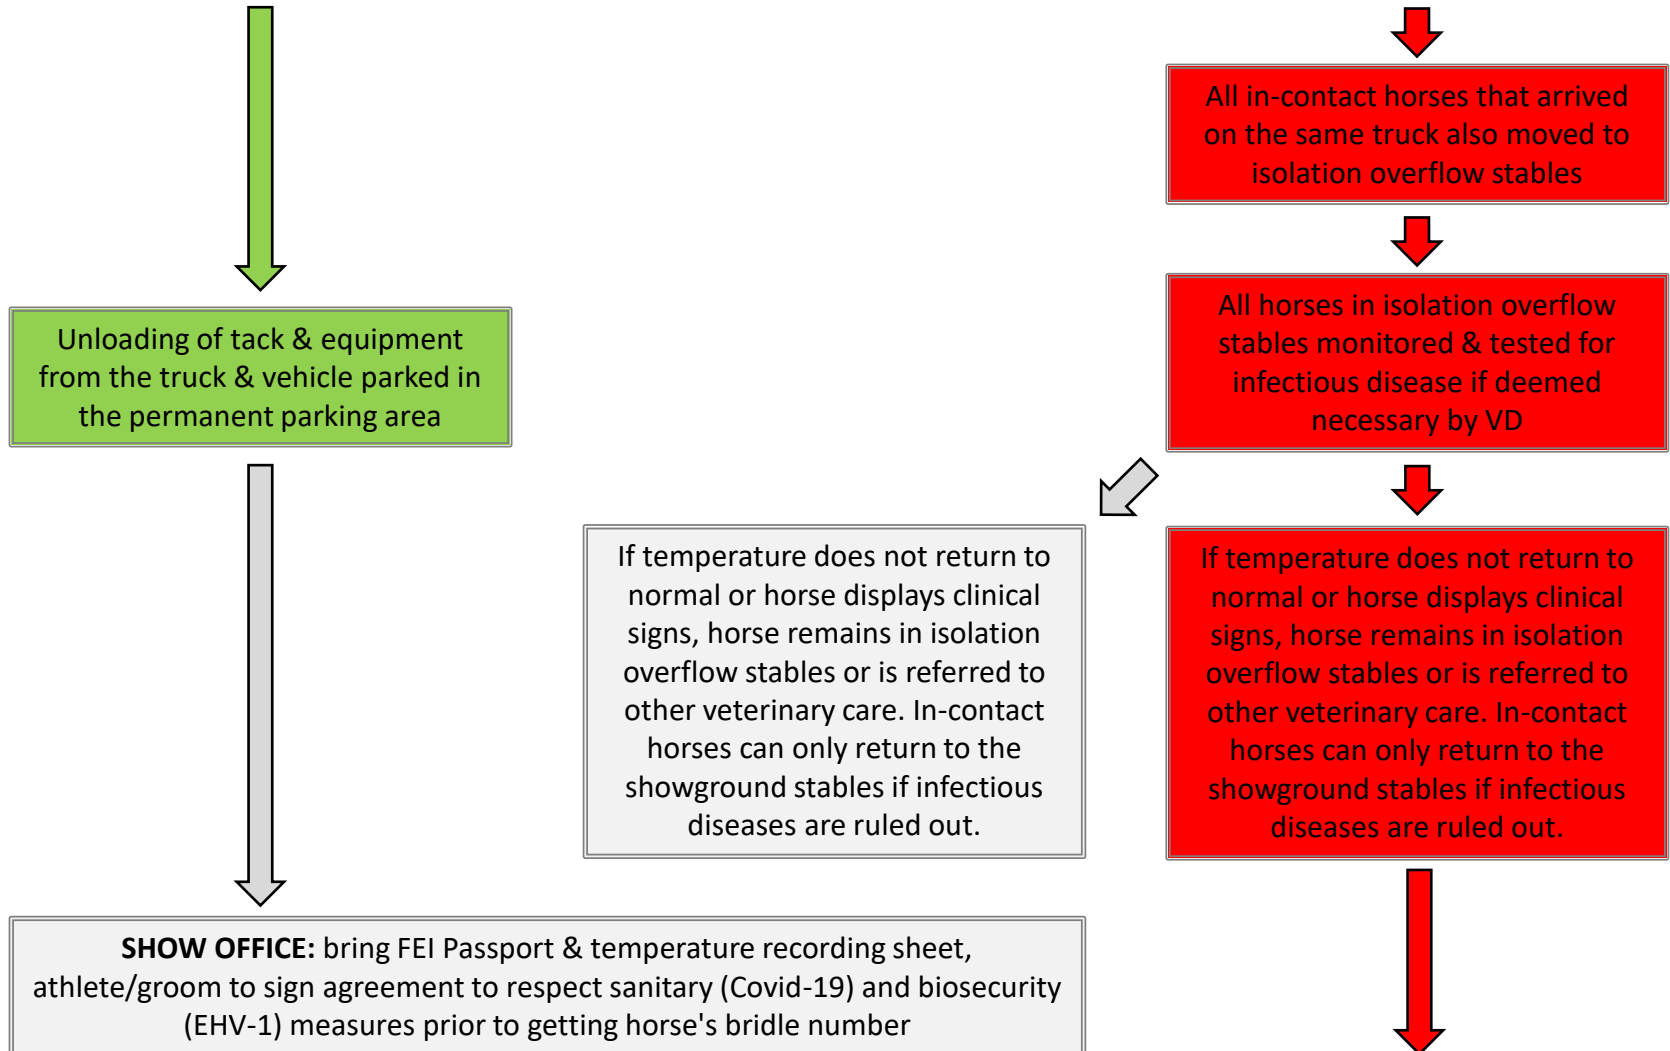 All in-contact horses that arrived
on the same truck also moved to
isolation overflow stables
All horses in isolation overflow
stables monitored & tested for
infectious disease if deemed
necessary by VD
Unloading of tack & equipment
from the truck & vehicle parked in
the permanent parking area
If temperature does not return to
normal or horse displays clinical
signs, horse remains in isolation
overflow stables or is referred to
other veterinary care. In-contact
horses can only return to the
showground stables if infectious
diseases are ruled out.
If temperature does not return to
normal or horse displays clinical
signs, horse remains in isolation
overflow stables or is referred to
other veterinary care. In-contact
horses can only return to the
showground stables if infectious
diseases are ruled out.
SHOW OFFICE: bring FEI Passport & temperature recording sheet,
athlete/groom to sign agreement to respect sanitary (Covid-19) and biosecurity
(EHV-1) measures prior to getting horse's bridle number